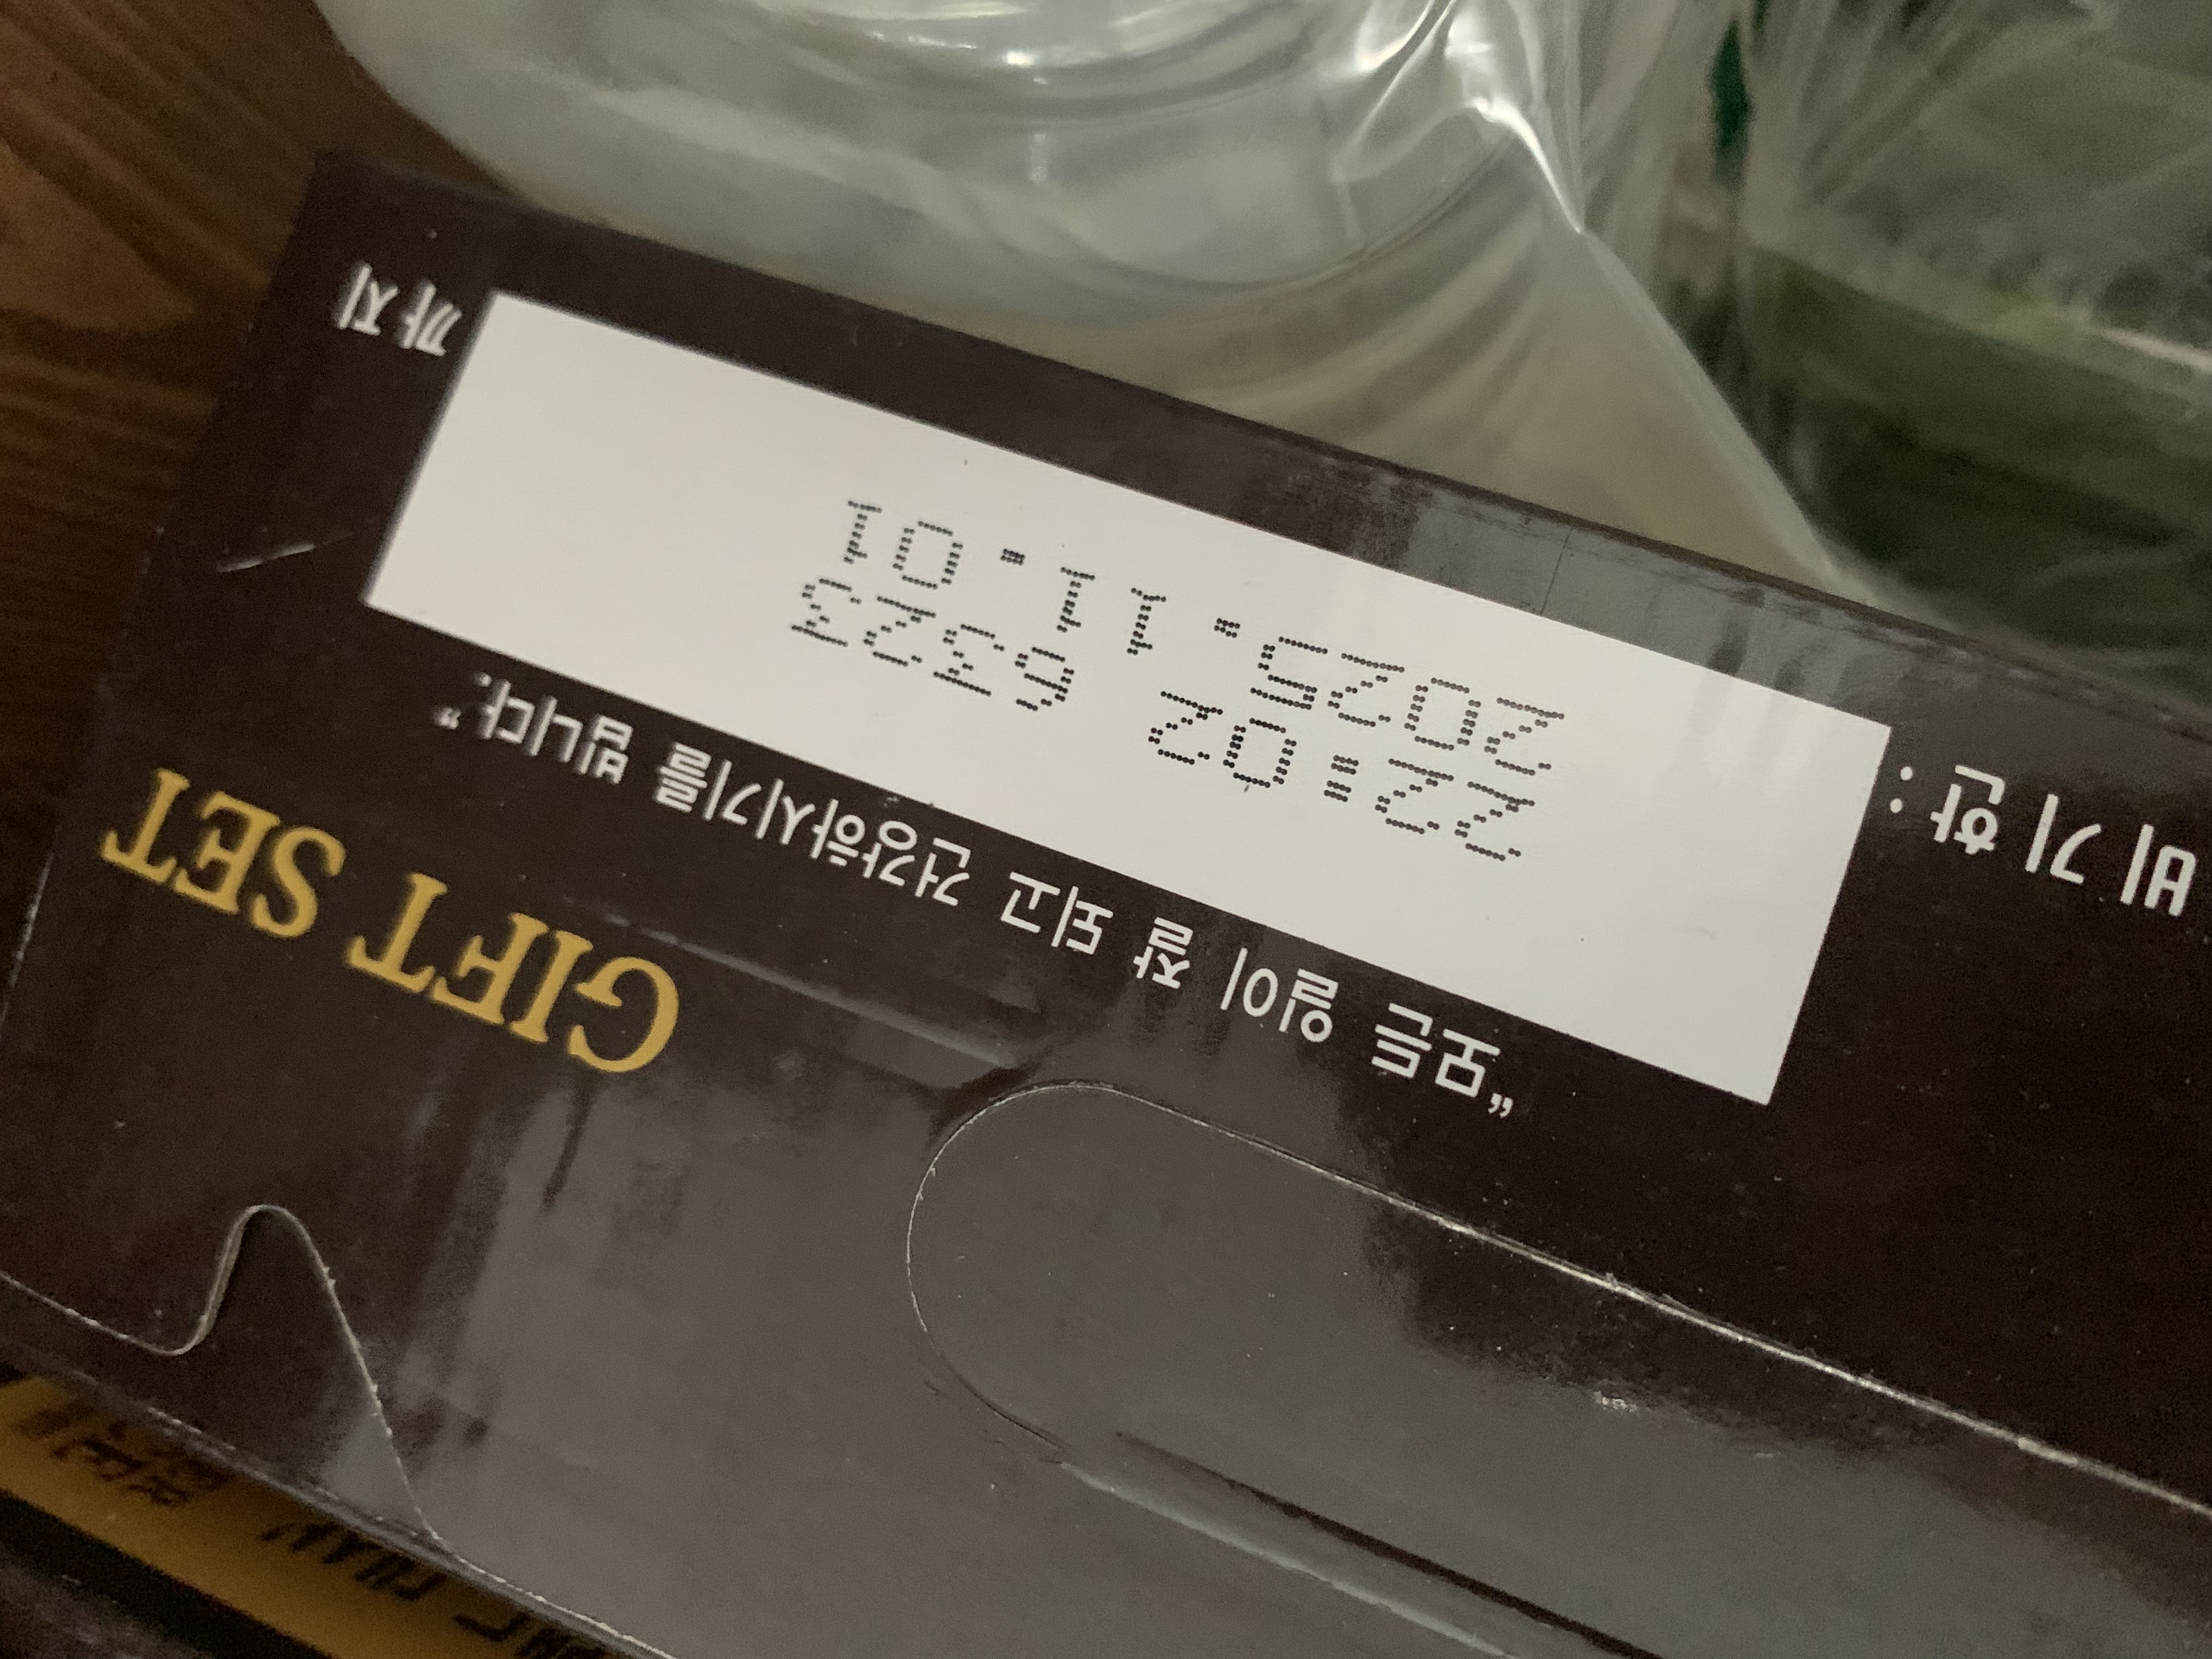 GIFT SET
“모든 일이 잘 되고 건강하시기를 빕니다.”
22:02 6323
비기한 : 2025.11.01 까지